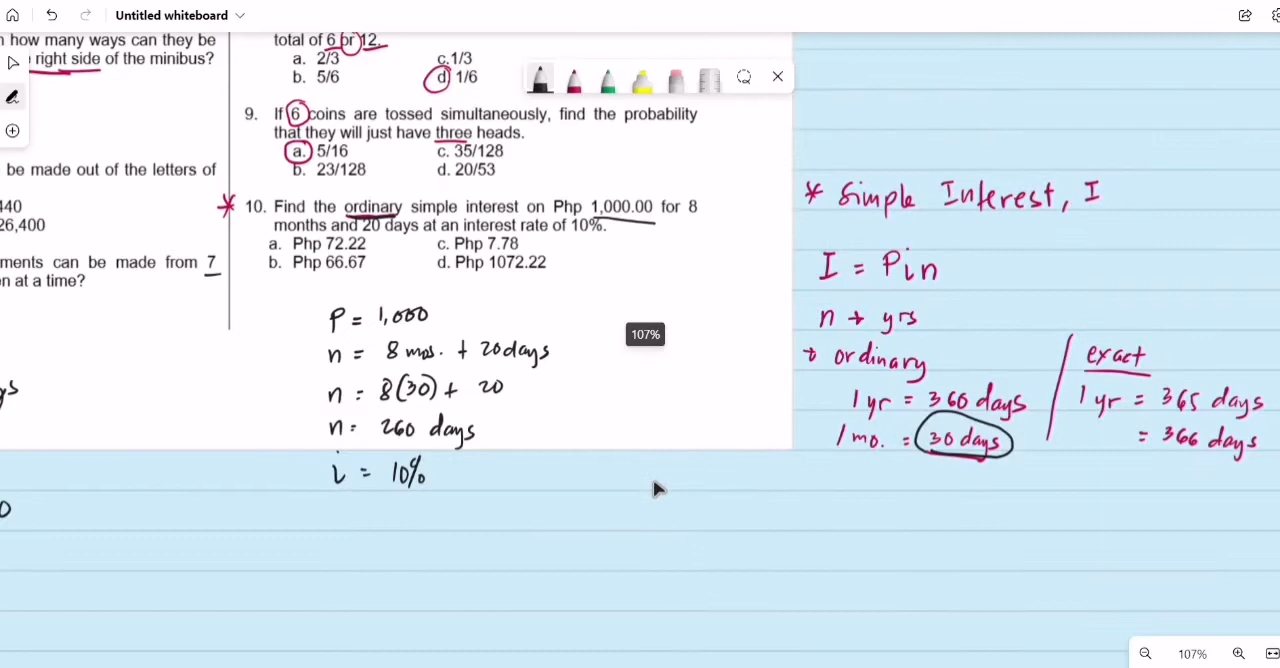 Untitled whiteboard
n how many ways can they be
right side of the minibus?
be made out of the letters of
440
26,400
ments can be made from 7
n at a time?
total of 6 or 12.
a. 2/3 c.1/3
b. 5/6 d. 1/6
9. If 6 coins are tossed simultaneously, find the probability
that they will just have three heads.
a. 5/16 c. 35/128
b. 23/128 d. 20/53
* 10. Find the ordinary simple interest on Php 1,000.00 for 8
months and 20 days at an interest rate of 10%.
a. Php 72.22 c. Php 7.78
b. Php 66.67 d. Php 1072.22
P = 1,000
n = 8 mos. + 20 days
n = 8(30) + 20
n = 260 days
i = 10%
107%
* Simple Interest, I
I = Pin
n → yrs
→ ordinary
1 yr = 360 days
1 mo. = 30 days
exact
1 yr = 365 days
= 366 days
107%